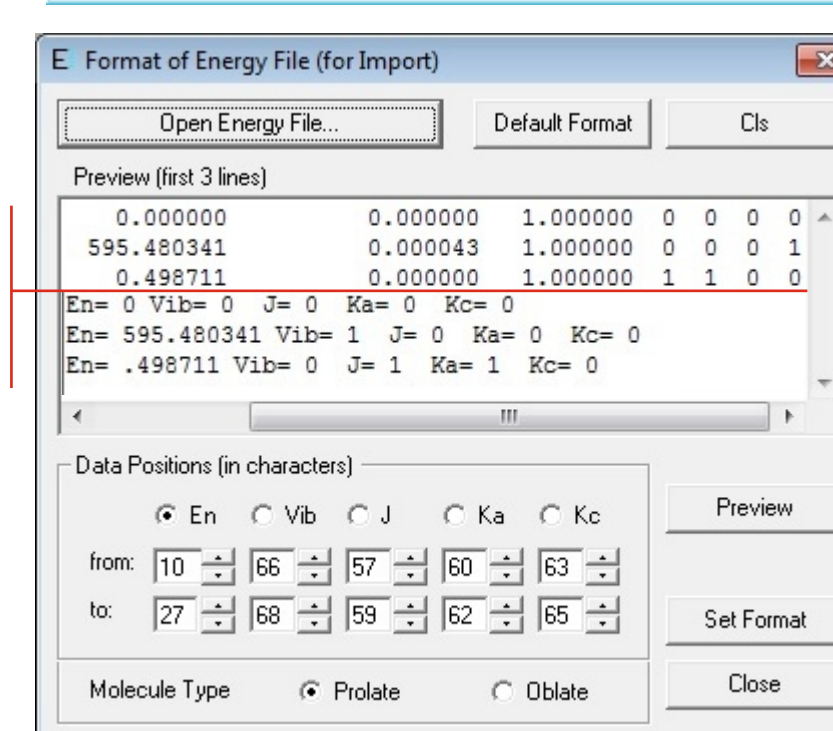 E Format of Energy File (for Import)
Open Energy File... Default Format Cls
Preview (first 3 lines)
0.000000 0.000000 1.000000 0 0 0 0
595.480341 0.000043 1.000000 0 0 0 1
0.498711 0.000000 1.000000 1 1 0 0
En= 0 Vib= 0 J= 0 Ka= 0 Kc= 0
En= 595.480341 Vib= 1 J= 0 Ka= 0 Kc= 0
En= .498711 Vib= 0 J= 1 Ka= 1 Kc= 0
Data Positions (in characters)
En Vib J Ka Kc
Preview
from: 10 66 57 60 63
to: 27 68 59 62 65
Set Format
Molecule Type Prolate Oblate
Close